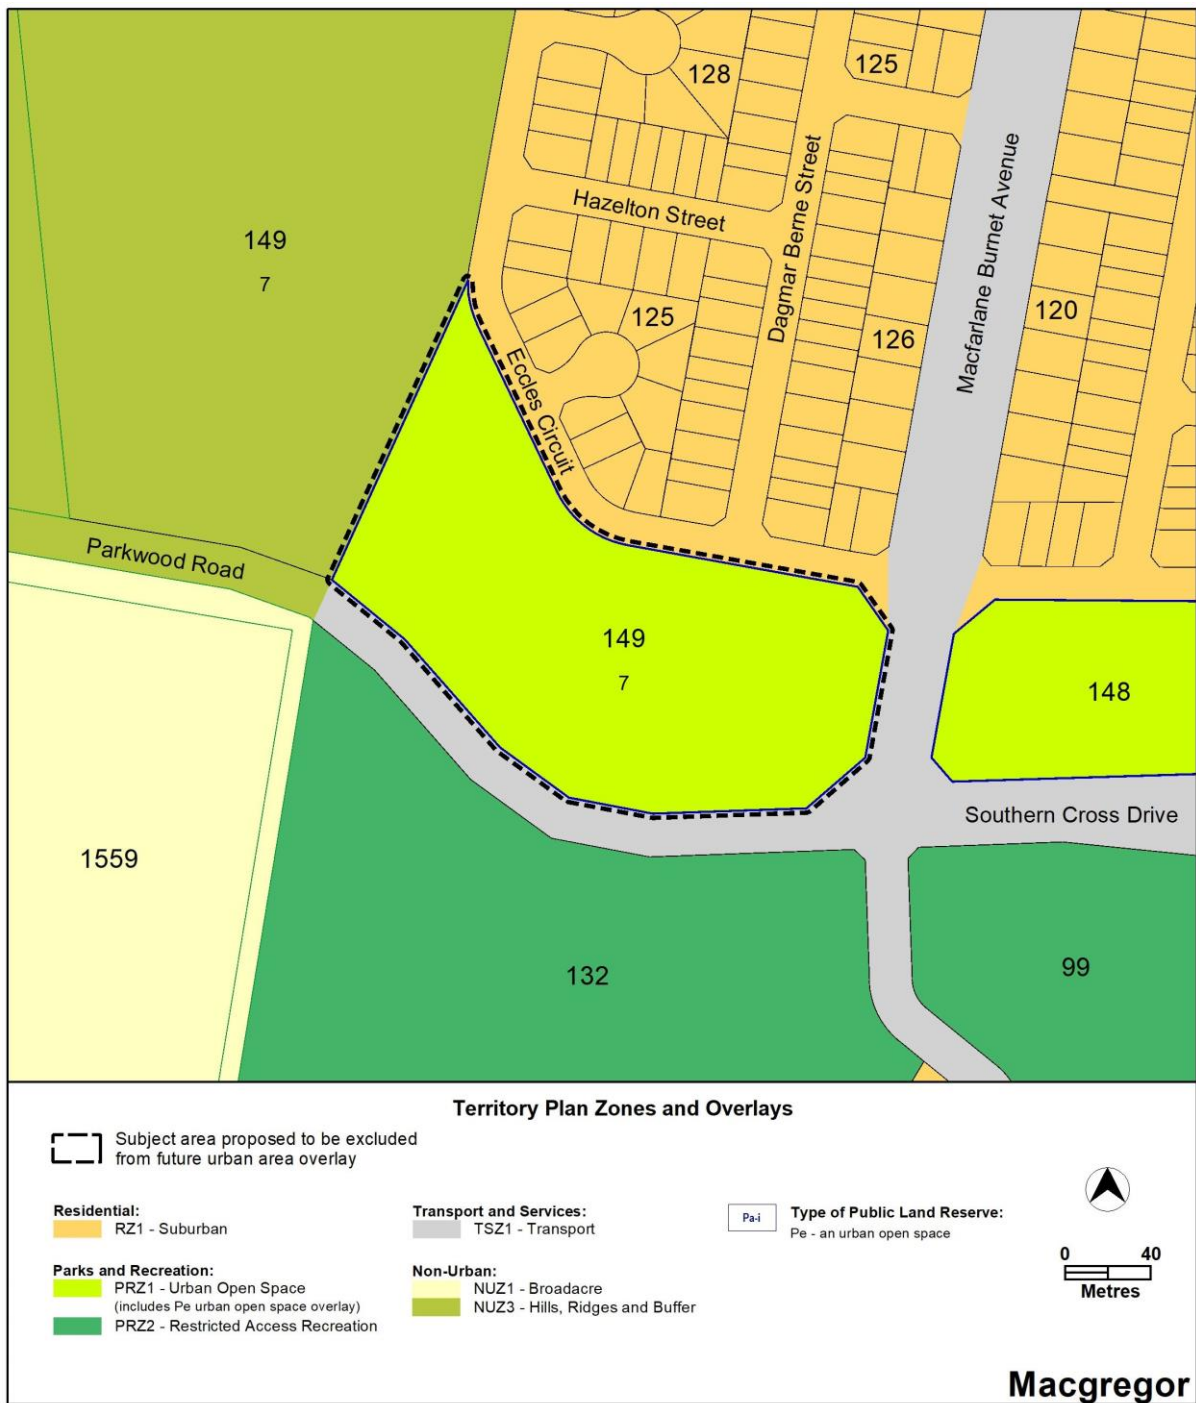 128
125
149
7
Hazelton Street
Dagmar Berne Street
Macfarlane Burnet Avenue
125
126
120
Eccles Circuit
Parkwood Road
149
7
148
Southern Cross Drive
1559
132
99
Territory Plan Zones and Overlays
Subject area proposed to be excluded
from future urban area overlay
Residential:
RZ1 - Suburban
Parks and Recreation:
PRZ1 - Urban Open Space
(includes Pe urban open space overlay)
PRZ2 - Restricted Access Recreation
Transport and Services:
TSZ1 - Transport
Non-Urban:
NUZ1 - Broadacre
NUZ3 - Hills, Ridges and Buffer
Pa-i
Type of Public Land Reserve:
Pe - an urban open space
0 40
Metres
Macgregor